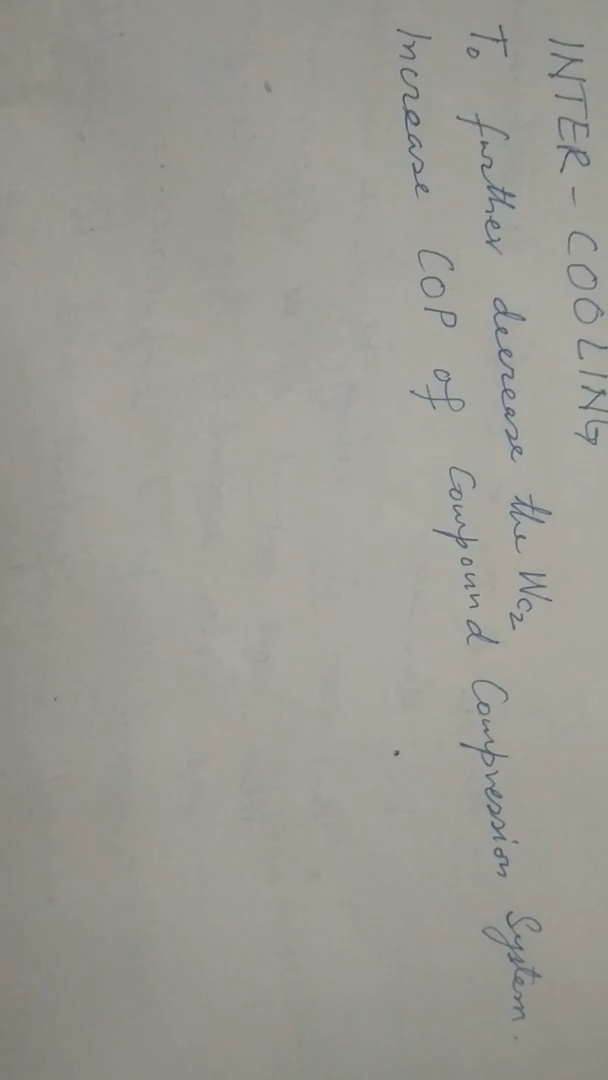 INTER-COOLING
To further decrease the Wc2
Increase COP of Compound Compression System.